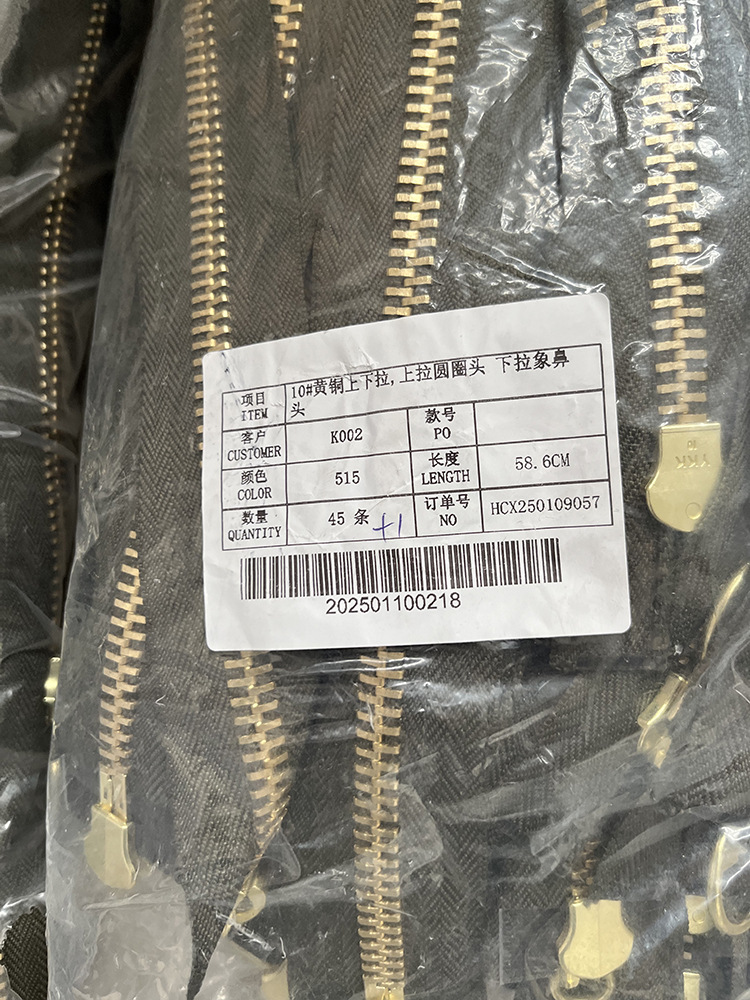 项目 10#黄铜上下拉,上拉圆圈头 下拉象鼻
ITEM 头
客户 K002 款号
CUSTOMER PO
颜色 515 长度 58.6CM
COLOR LENGTH
数量 45 条 +1 订单号 HCX250109057
QUANTITY NO
202501100218
YKK